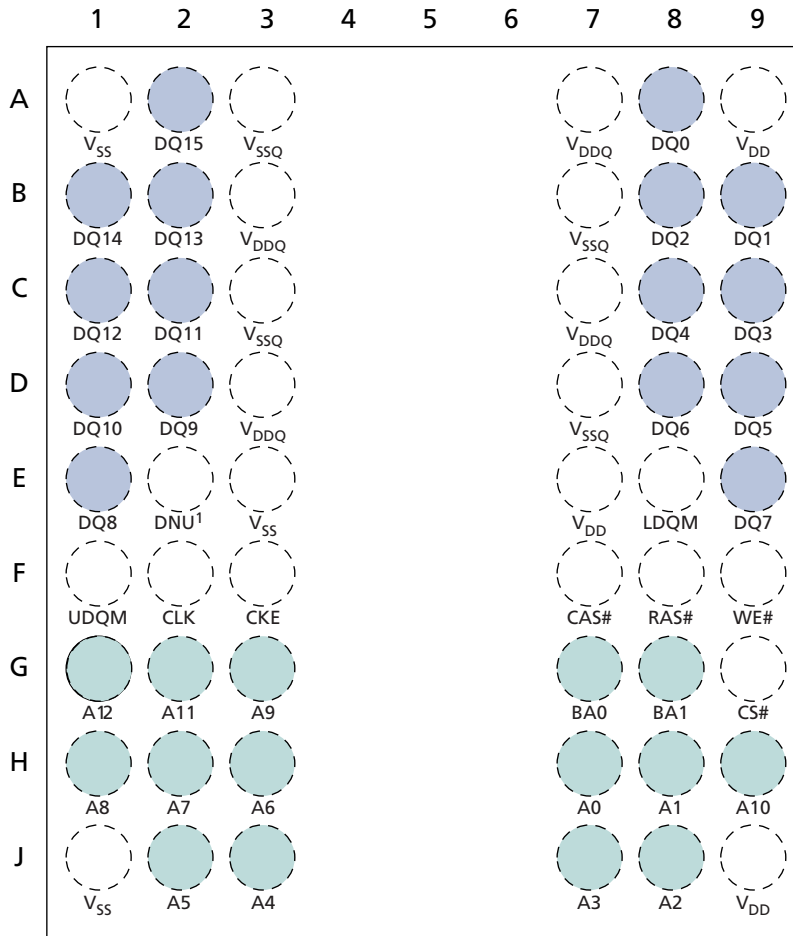 1 2 3 4 5 6 7 8 9
A
VSS DQ15 VSSQ VDDQ DQ0 VDD
B
DQ14 DQ13 VDDQ VSSQ DQ2 DQ1
C
DQ12 DQ11 VSSQ VDDQ DQ4 DQ3
D
DQ10 DQ9 VDDQ VSSQ DQ6 DQ5
E
DQ8 DNU1 VSS VDD LDQM DQ7
F
UDQM CLK CKE CAS# RAS# WE#
G
A12 A11 A9 BA0 BA1 CS#
H
A8 A7 A6 A0 A1 A10
J
VSS A5 A4 A3 A2 VDD